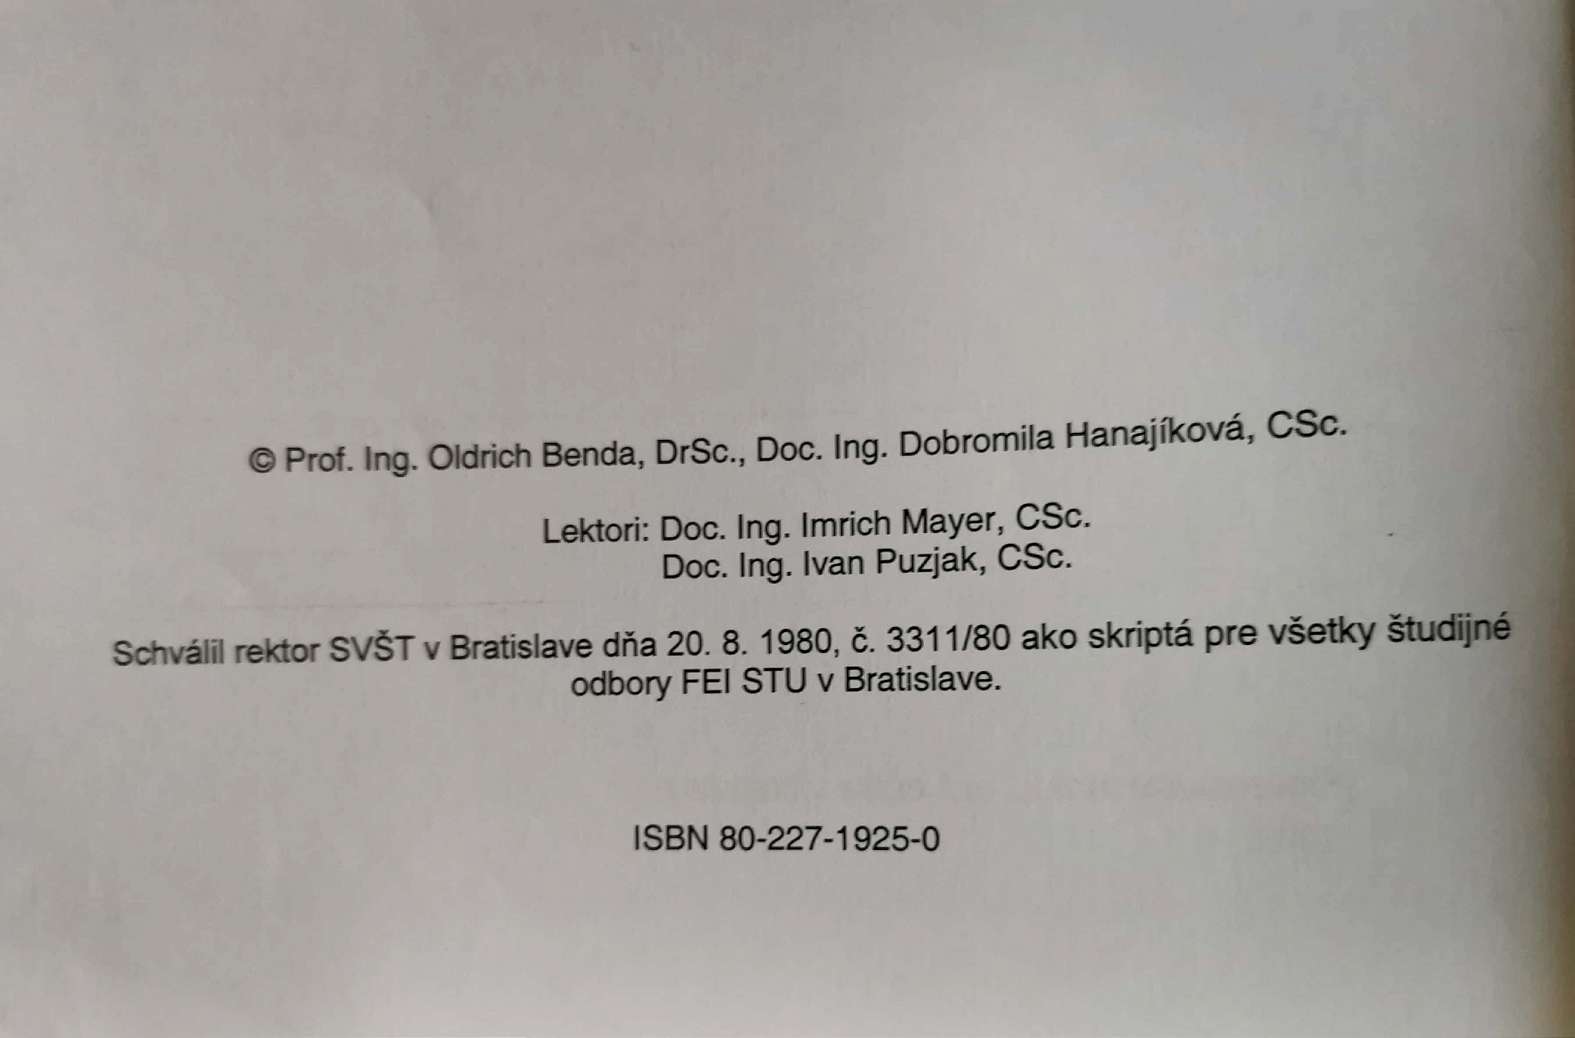 © Prof. Ing. Oldrich Benda, DrSc., Doc. Ing. Dobromila Hanajíková, CSc.
Lektori: Doc. Ing. Imrich Mayer, CSc.
Doc. Ing. Ivan Puzjak, CSc.
Schválil rektor SVŠT v Bratislave dňa 20. 8. 1980, č. 3311/80 ako skriptá pre všetky študijné
odbory FEI STU v Bratislave.
ISBN 80-227-1925-0